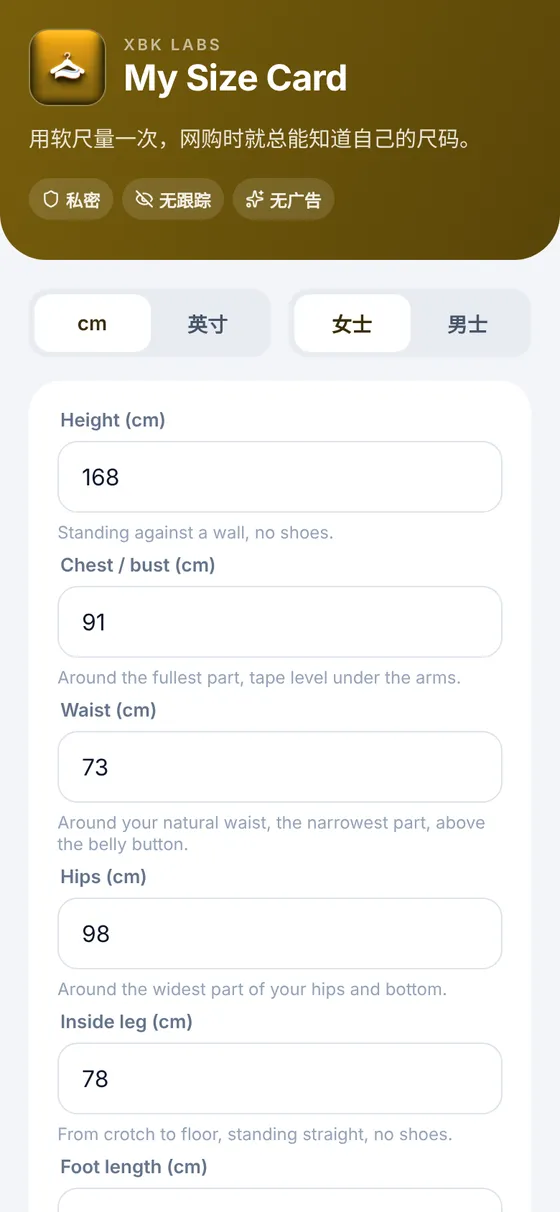 XBK LABS
My Size Card
用软尺量一次，网购时就总能知道自己的尺码。
私密
无跟踪
无广告
cm
英寸
女士
男士
Height (cm)
168
Standing against a wall, no shoes.
Chest / bust (cm)
91
Around the fullest part, tape level under the arms.
Waist (cm)
73
Around your natural waist, the narrowest part, above
the belly button.
Hips (cm)
98
Around the widest part of your hips and bottom.
Inside leg (cm)
78
From crotch to floor, standing straight, no shoes.
Foot length (cm)